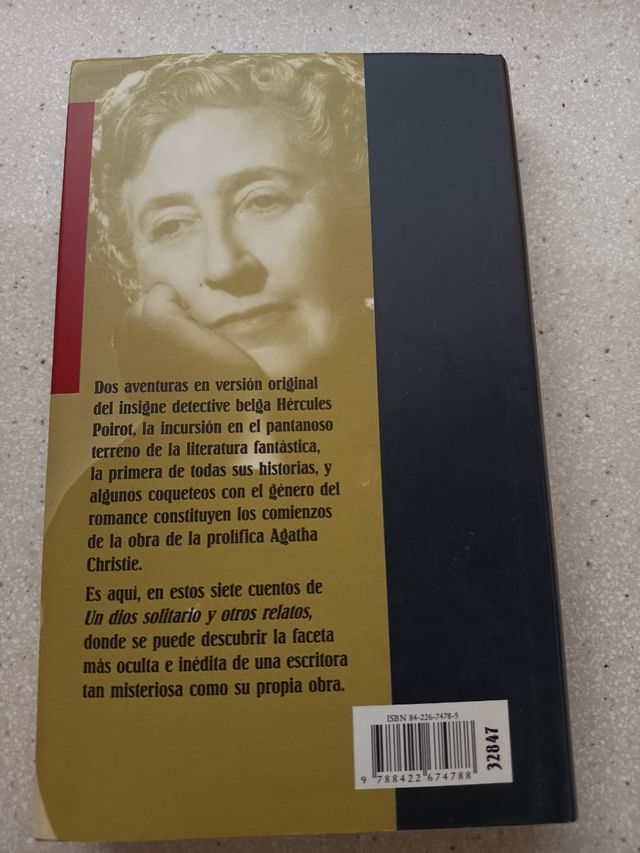 Dos aventuras en versión original
del insigne detective belga Hércules
Poirot, la incursión en el pantanoso
terreno de la literatura fantástica,
la primera de todas sus historias, y
algunos coqueteos con el género del
romance constituyen los comienzos
de la obra de la prolífica Agatha
Christie.
Es aquí, en estos siete cuentos de
Un dios solitario y otros relatos,
donde se puede descubrir la faceta
más oculta e inédita de una escritora
tan misteriosa como su propia obra.
ISBN 84-226-7478-5
9 788422 674788
32847